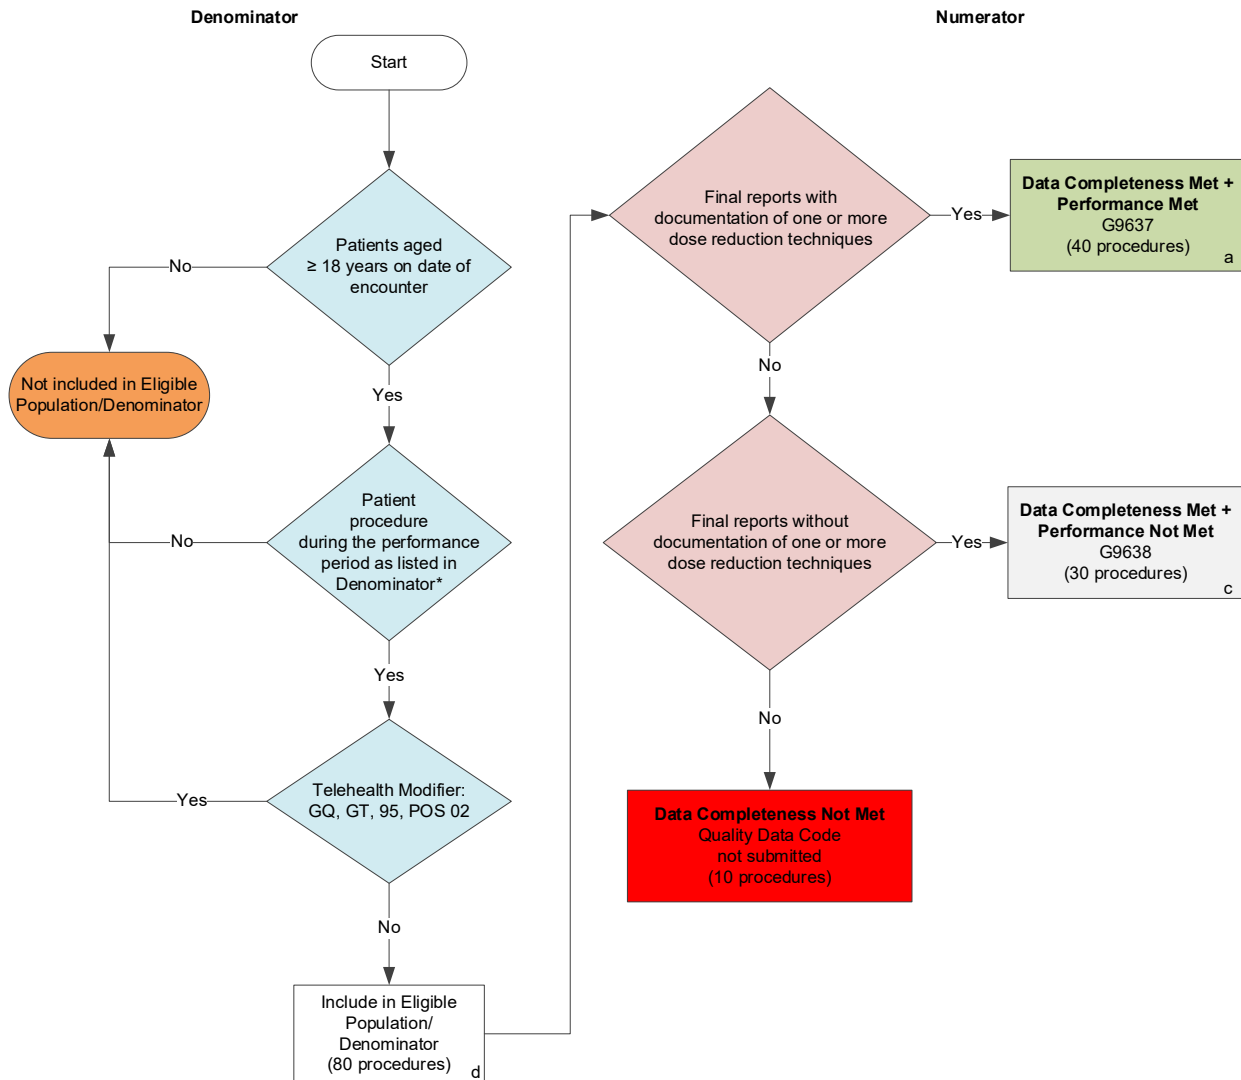 Denominator
Numerator
Start
Patients aged
≥ 18 years on date of
encounter
No
Yes
Not included in Eligible
Population/Denominator
Patient
procedure
during the performance
period as listed in
Denominator*
No
Yes
Telehealth Modifier:
GQ, GT, 95, POS 02
Yes
No
Include in Eligible
Population/
Denominator
(80 procedures)
d
Final reports with
documentation of one or more
dose reduction techniques
Yes
Data Completeness Met +
Performance Met
G9637
(40 procedures)
a
No
Final reports without
documentation of one or more
dose reduction techniques
Yes
Data Completeness Met +
Performance Not Met
G9638
(30 procedures)
c
No
Data Completeness Not Met
Quality Data Code
not submitted
(10 procedures)